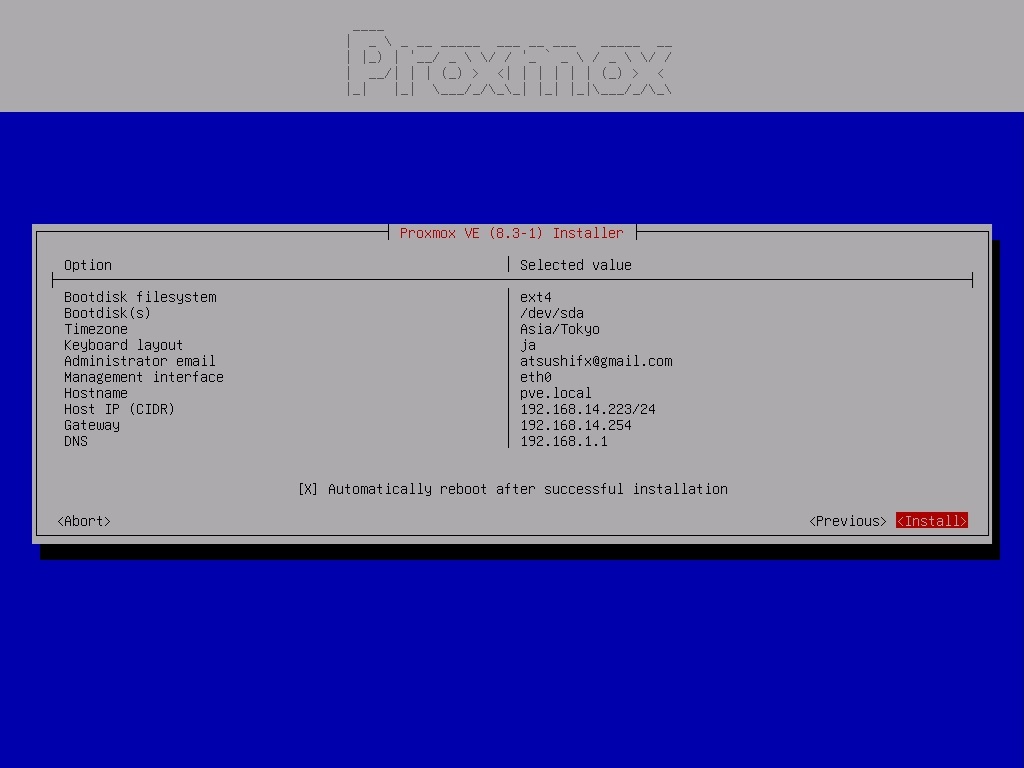 Proxmox
Proxmox VE (8.3-1) Installer
Option | Selected value
Bootdisk filesystem | ext4
Bootdisk(s) | /dev/sda
Timezone | Asia/Tokyo
Keyboard layout | ja
Administrator email | atsushifx@gmail.com
Management interface | eth0
Hostname | pve.local
Host IP (CIDR) | 192.168.14.223/24
Gateway | 192.168.14.254
DNS | 192.168.1.1
[X] Automatically reboot after successful installation
<Abort> <Previous> <Install>